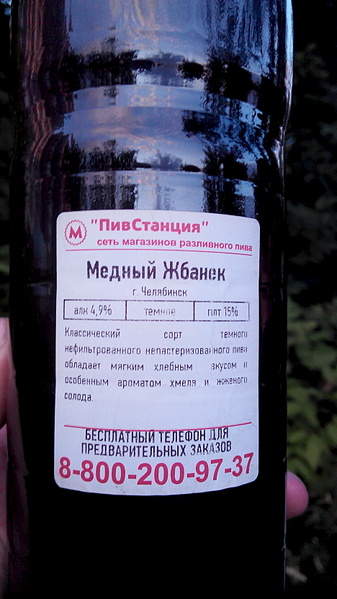 М "ПивСтанция"
сеть магазинов разливного пива
Медный Жбанек
г. Челябинск
алк 4,9% темное плт 15%
Классический сорт темного
нефильтрованного непастеризованного пива
обладает мягким хлебным вкусом и
особенным ароматом хмеля и жженого
солода.
БЕСПЛАТНЫЙ ТЕЛЕФОН ДЛЯ
ПРЕДВАРИТЕЛЬНЫХ ЗАКАЗОВ
8-800-200-97-37